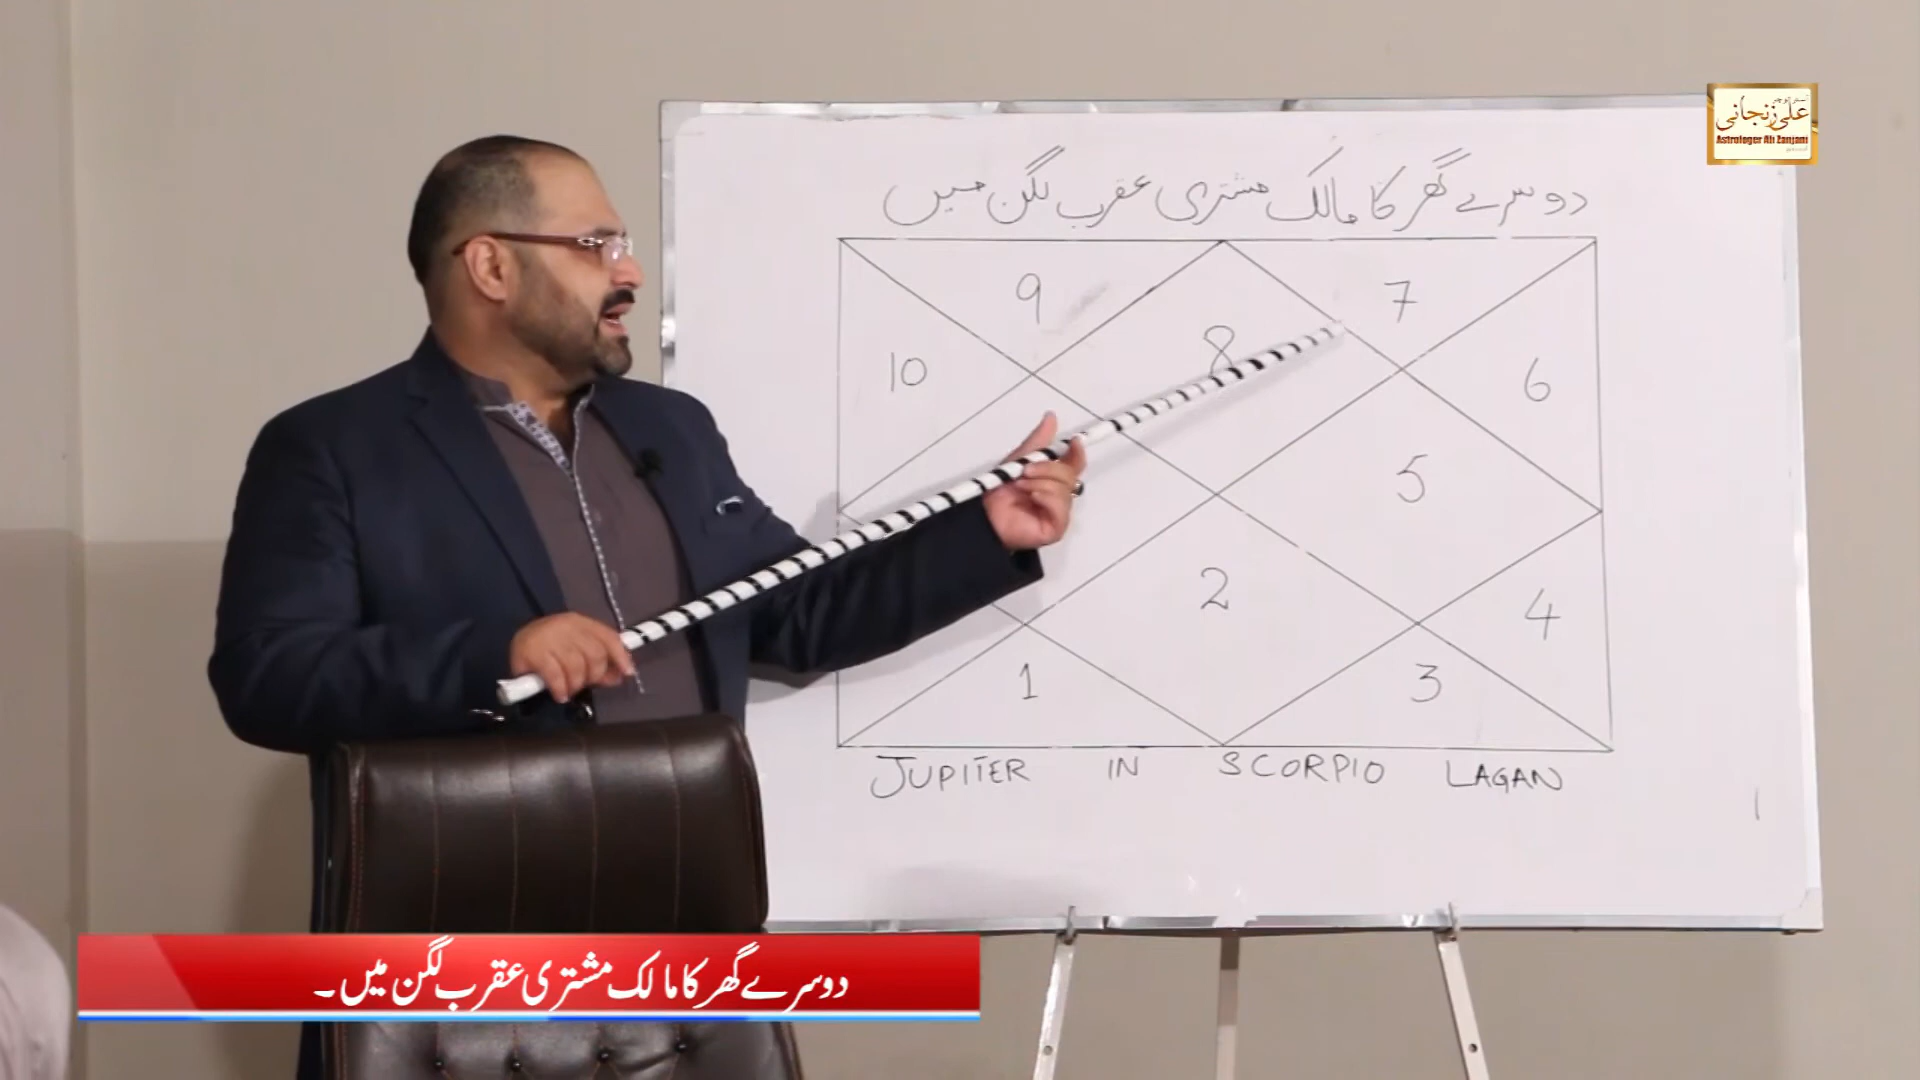 علی زنجانی
Astrologer Ali Zanjani
دوسرے گھر کا مالک مشتری عقرب لگن میں
9
7
10
8
6
5
2
4
1
3
JUPITER IN SCORPIO LAGAN
دوسرے گھر کا مالک مشتری عقرب لگن میں۔